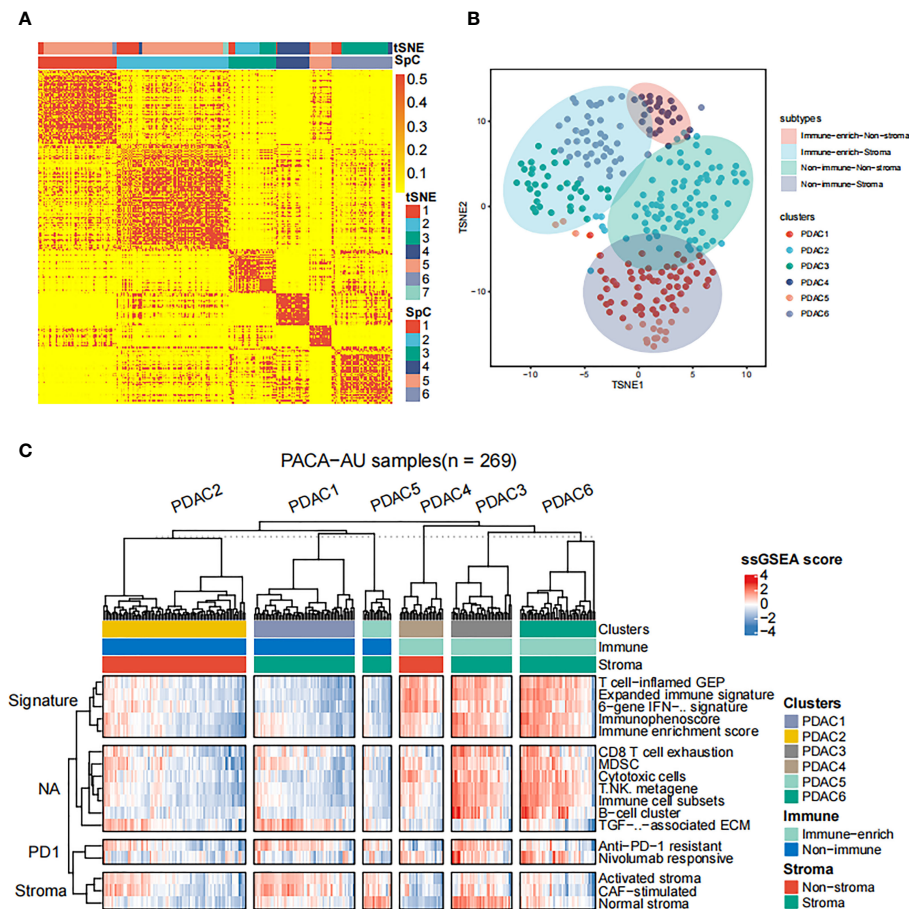 A
tSNE
SpC
0.5
0.4
0.3
0.2
0.1
tSNE
1
2
3
4
5
6
7
SpC
1
2
3
4
5
6
B
TSNE2
10
0
−10
−10
−5
0
5
10
TSNE1
subtypes
Immune−enrich−Non−stroma
Immune−enrich−Stroma
Non−immune−Non−stroma
Non−immune−Stroma
clusters
PDAC1
PDAC2
PDAC3
PDAC4
PDAC5
PDAC6
C
PACA−AU samples(n = 269)
PDAC2 PDAC1 PDAC5 PDAC4 PDAC3 PDAC6
Clusters
Immune
Stroma
Signature
T cell−inflamed GEP
Expanded immune signature
6−gene IFN−.. signature
Immunophenoscore
Immune enrichment score
NA
CD8 T cell exhaustion
MDSC
Cytotoxic cells
T.NK. metagene
Immune cell subsets
B−cell cluster
TGF−..−associated ECM
PD1
Anti−PD−1 resistant
Nivolumab responsive
Stroma
Activated stroma
CAF−stimulated
Normal stroma
ssGSEA score
4
2
0
−2
−4
Clusters
PDAC1
PDAC2
PDAC3
PDAC4
PDAC5
PDAC6
Immune
Immune−enrich
Non−immune
Stroma
Non−stroma
Stroma